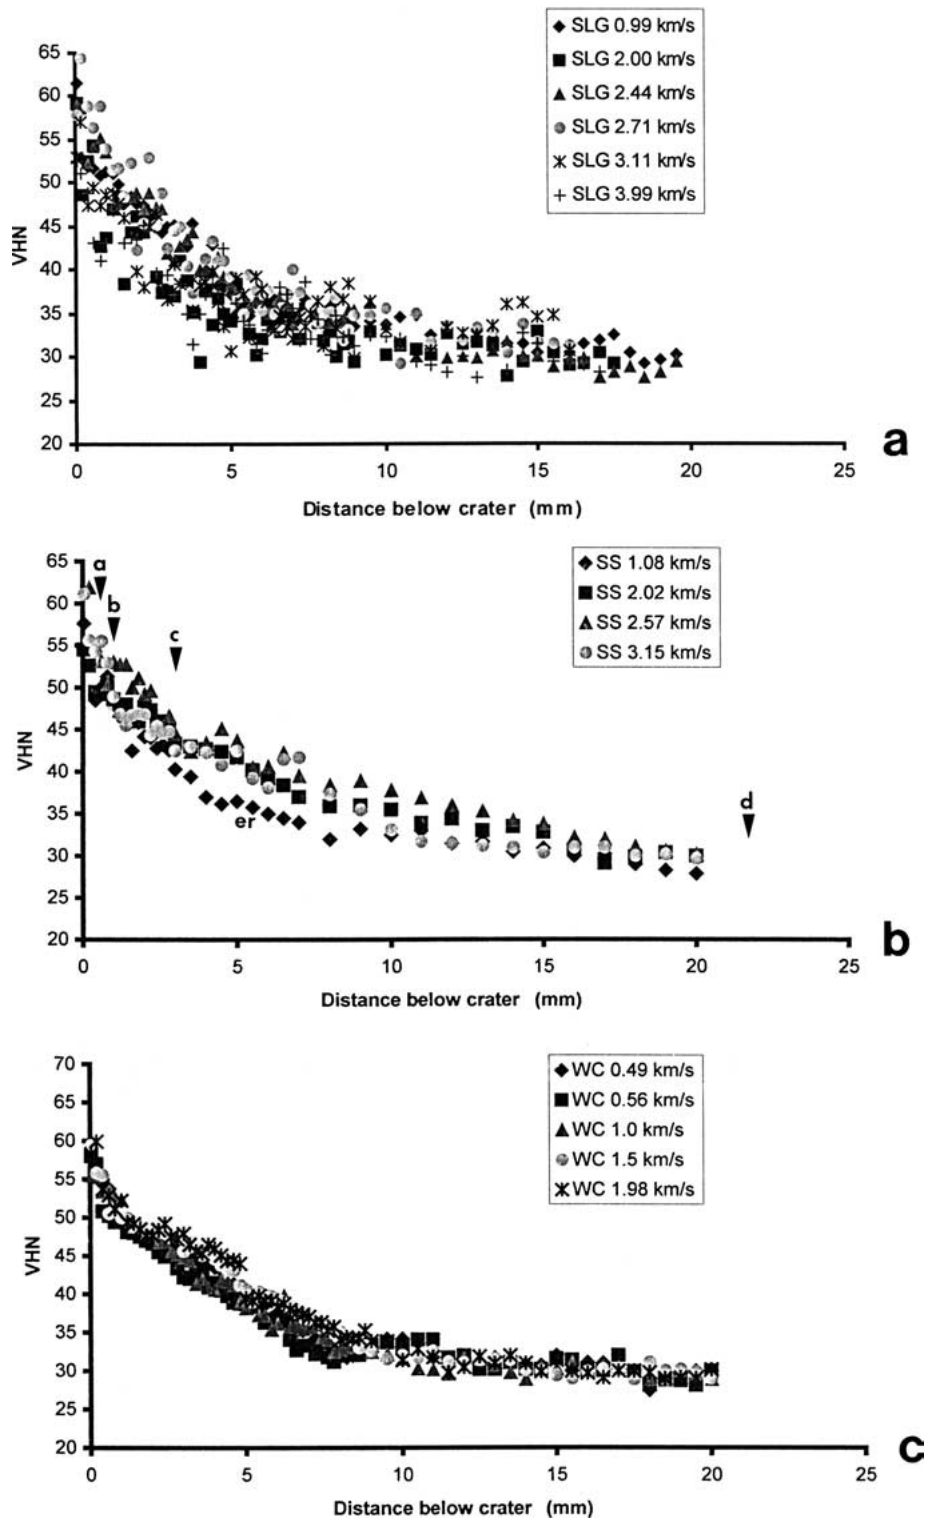 SLG 0.99 km/s
SLG 2.00 km/s
SLG 2.44 km/s
SLG 2.71 km/s
SLG 3.11 km/s
SLG 3.99 km/s
65
60
55
50
45
40
35
30
25
20
VHN
0 5 10 15 20 25
Distance below crater (mm)
a
SS 1.08 km/s
SS 2.02 km/s
SS 2.57 km/s
SS 3.15 km/s
65
60
55
50
45
40
35
30
25
20
VHN
a
b
c
er
d
0 5 10 15 20 25
Distance below crater (mm)
b
WC 0.49 km/s
WC 0.56 km/s
WC 1.0 km/s
WC 1.5 km/s
WC 1.98 km/s
70
65
60
55
50
45
40
35
30
25
20
VHN
0 5 10 15 20 25
Distance below crater (mm)
c